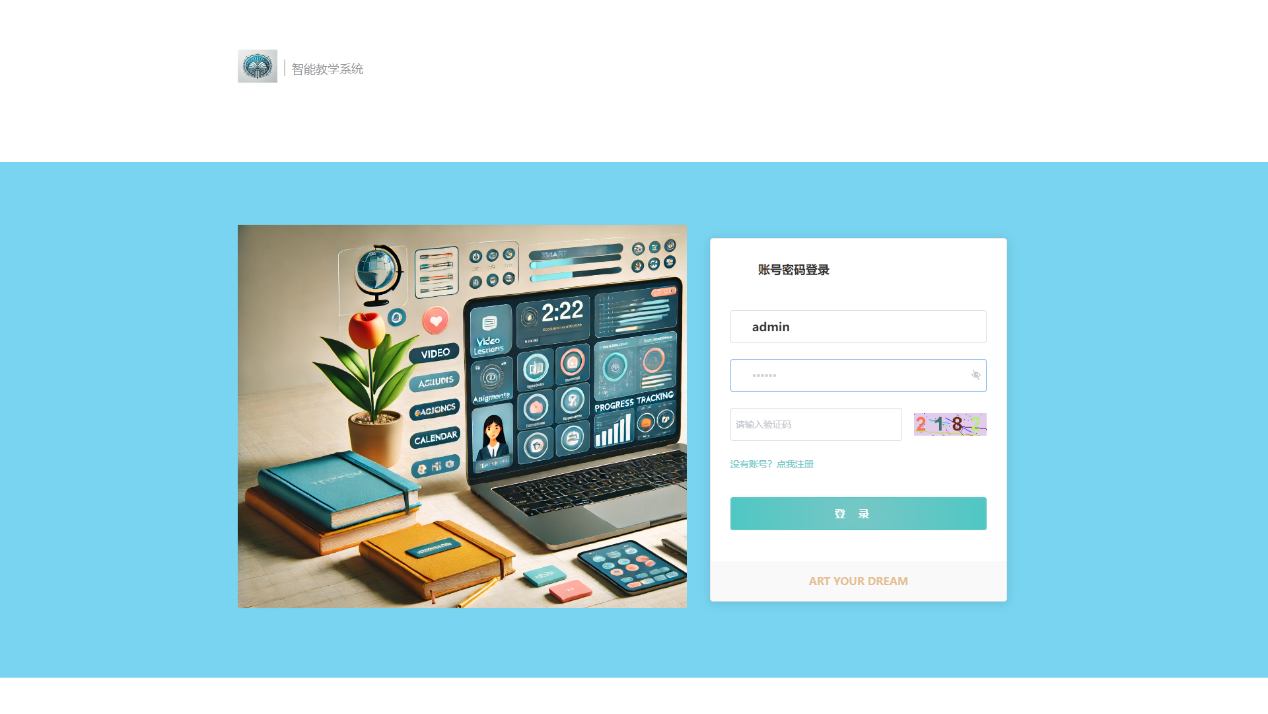 智能教学系统
账号密码登录
admin
请输入验证码
218
没有账号? 点我注册
登 录
ART YOUR DREAM
2:22
Video
VIDEO
CALENDAR
PROGRESS TRACKING